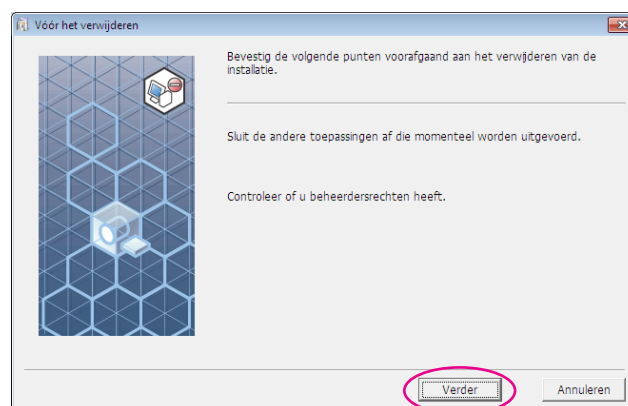 Vóór het verwijderen
Bevestig de volgende punten voorafgaand aan het verwijderen van de
installatie.
Sluit de andere toepassingen af die momenteel worden uitgevoerd.
Controleer of u beheerdersrechten heeft.
Verder
Annuleren